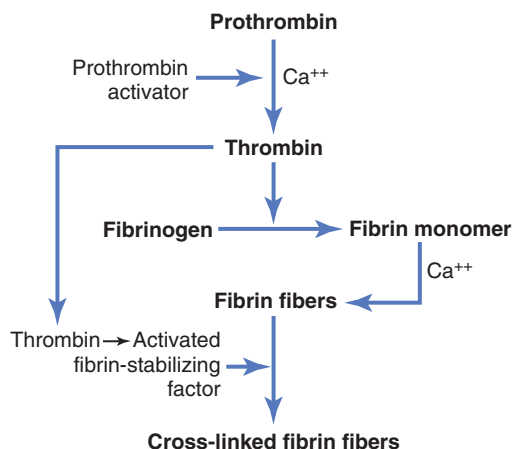 Prothrombin
Prothrombin
activator
Ca⁺⁺
Thrombin
Fibrinogen
Fibrin monomer
Ca⁺⁺
Fibrin fibers
Thrombin → Activated
fibrin-stabilizing
factor
Cross-linked fibrin fibers